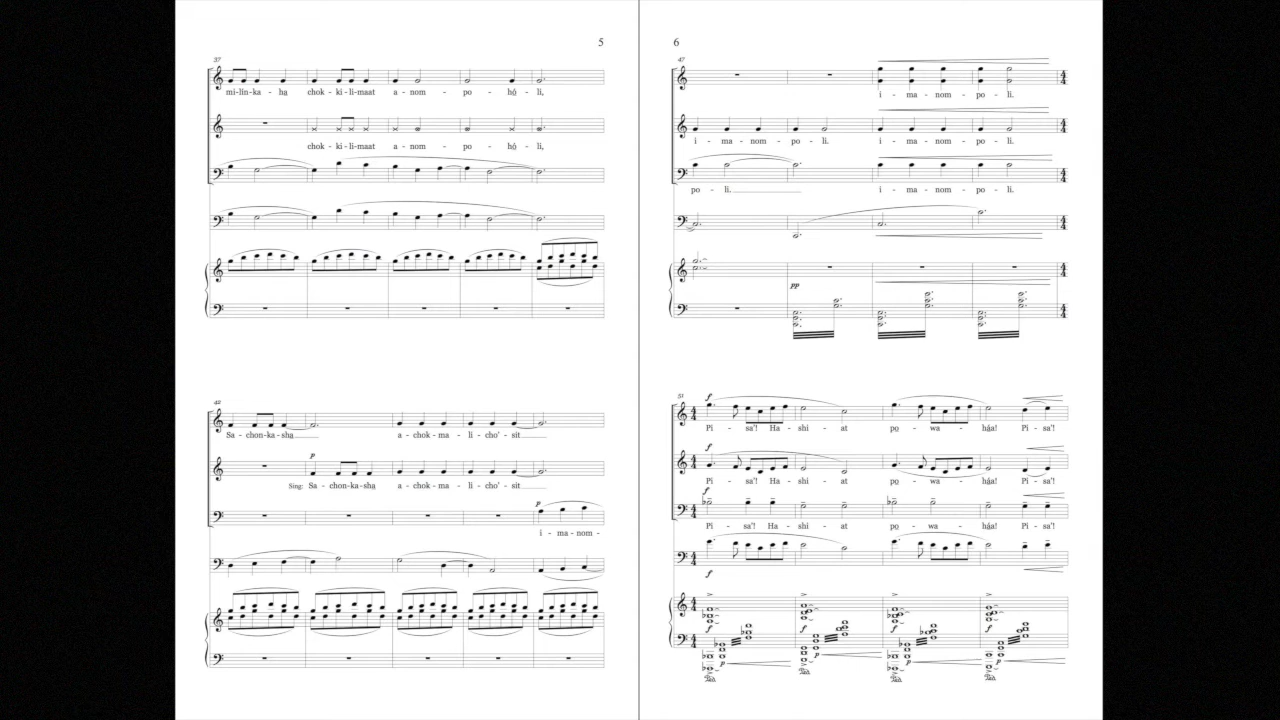 5
37
mi-lín-ka-ha̱ chok-ki-li-maat a-nom-po-hó̱-li,
chok-ki-li-maat a-nom-po-hó̱-li,
42
Sa̱-chon-ka-sha̱ a-chok-ma-li-cho'-sit
p
Sing: Sa̱-chon-ka-sha̱ a-chok-ma-li-cho'-sit
p
i-ma-nom-
6
47
i-ma-nom-po-li.
i-ma-nom-po-li. i-ma-nom-po-li.
po-li. i-ma-nom-po-li.
pp
51
f
Pi-sa'! Ha-shi-at po̱-wa-há̱a! Pi-sa'!
f
Pi-sa'! Ha-shi-at po̱-wa-há̱a! Pi-sa'!
f
Pi-sa'! Ha-shi-at po̱-wa-há̱a! Pi-sa'!
f
f f f f
p p p p